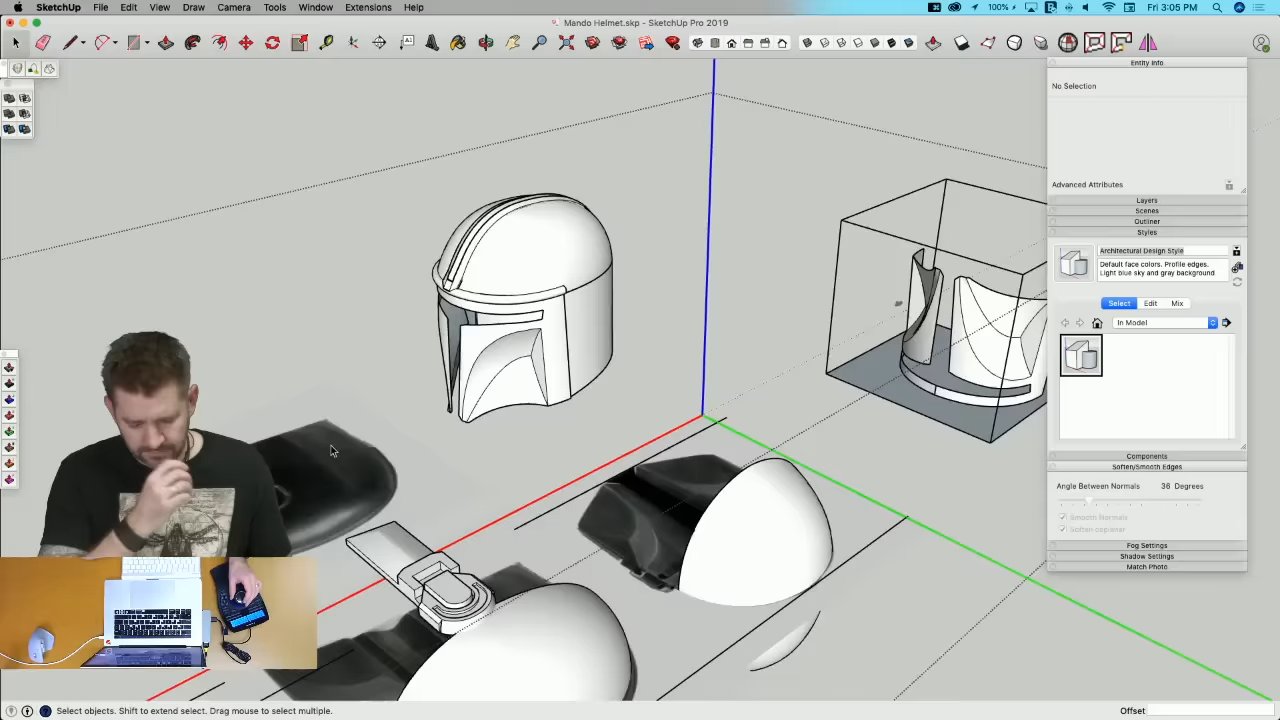 SketchUp File Edit View Draw Camera Tools Window Extensions Help
100% Fri 3:05 PM
Mando Helmet.skp - SketchUp Pro 2019
Entity Info
No Selection
Advanced Attributes
Layers
Scenes
Outliner
Styles
Architectural Design Style
Default face colors. Profile edges.
Light blue sky and gray background
Select Edit Mix
In Model
Components
Soften/Smooth Edges
Angle Between Normals 36 Degrees
Smooth Normals
Soften coplanar
Fog Settings
Shadow Settings
Match Photo
Select objects. Shift to extend select. Drag mouse to select multiple.
Offset